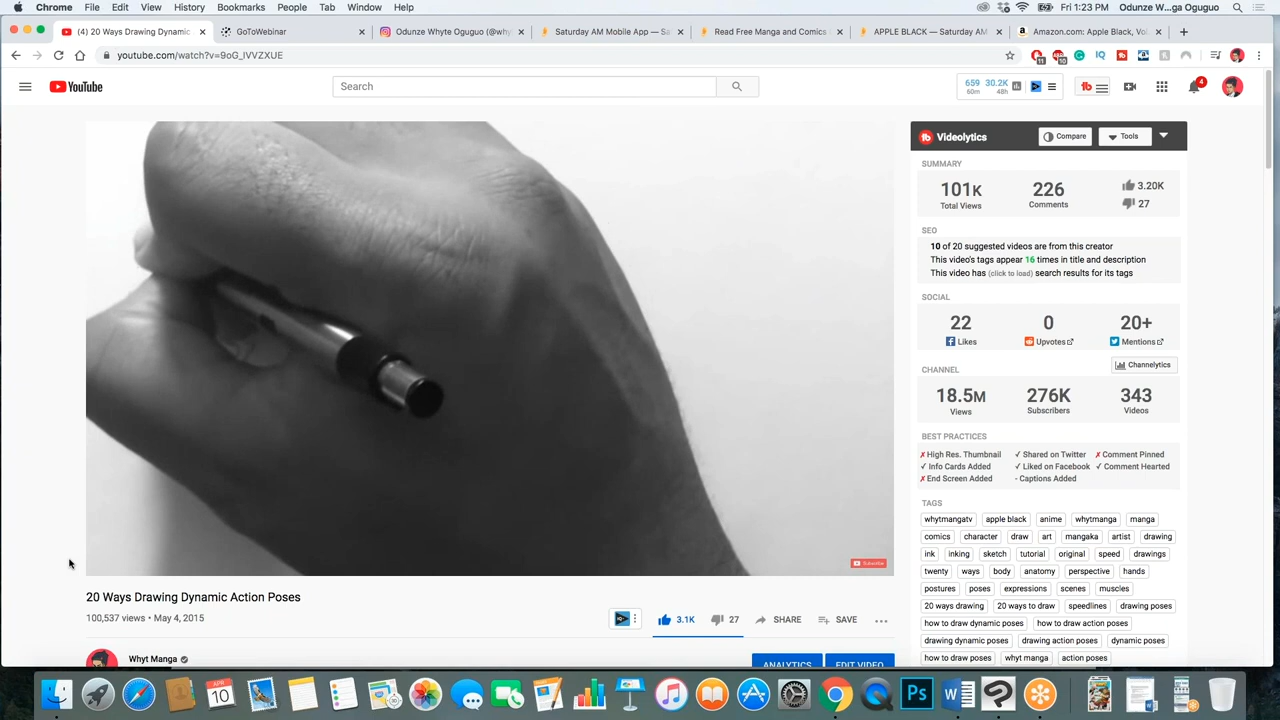 Chrome File Edit View History Bookmarks People Tab Window Help Fri 1:23 PM Odunze W...ga Oguguo
(4) 20 Ways Drawing Dynamic GoToWebinar Odunze Whyte Oguguo (@why Saturday AM Mobile App — Sa Read Free Manga and Comics APPLE BLACK — Saturday AM Amazon.com: Apple Black, Vol
youtube.com/watch?v=9oG_IVVZXUE
YouTube
Search
659 30.2K
60m 48h
4
Videolytics Compare Tools
SUMMARY
101K 226 3.20K
Total Views Comments 27
SEO
10 of 20 suggested videos are from this creator
This video's tags appear 16 times in title and description
This video has (click to load) search results for its tags
SOCIAL
22 0 20+
Likes Upvotes Mentions
CHANNEL Channelytics
18.5M 276K 343
Views Subscribers Videos
BEST PRACTICES
✗ High Res. Thumbnail ✓ Shared on Twitter ✗ Comment Pinned
✓ Info Cards Added ✓ Liked on Facebook ✓ Comment Hearted
✗ End Screen Added - Captions Added
TAGS
whytmangatv apple black anime whytmanga manga
comics character draw art mangaka artist drawing
ink inking sketch tutorial original speed drawings
twenty ways body anatomy perspective hands
postures poses expressions scenes muscles
20 ways drawing 20 ways to draw speedlines drawing poses
how to draw dynamic poses how to draw action poses
drawing dynamic poses drawing action poses dynamic poses
how to draw poses whyt manga action poses
Subscribe
20 Ways Drawing Dynamic Action Poses
100,537 views • May 4, 2015
3.1K 27 SHARE SAVE
Whyt Manga
ANALYTICS EDIT VIDEO
APR
10
Ps